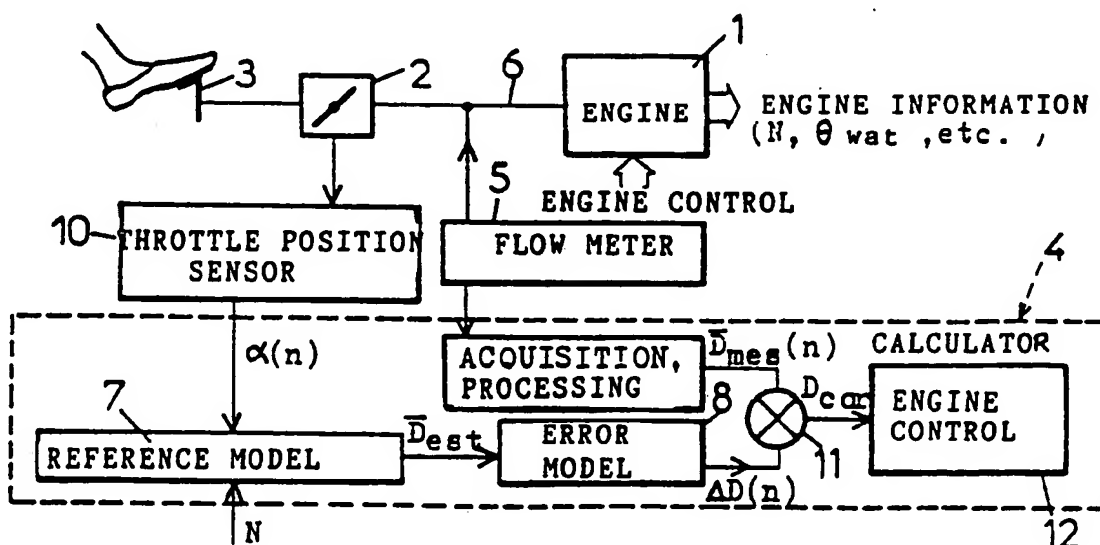 1
2
3
6
ENGINE
ENGINE INFORMATION
(N, θ wat ,etc. ,
5
ENGINE CONTROL
10
THROTTLE POSITION
SENSOR
FLOW METER
4
α(n)
ACQUISITION,
PROCESSING
D̅mes(n)
CALCULATOR
7
8
Dcor
ENGINE
CONTROL
REFERENCE MODEL
D̅est
ERROR
MODEL
11
ΔD(n)
N
12